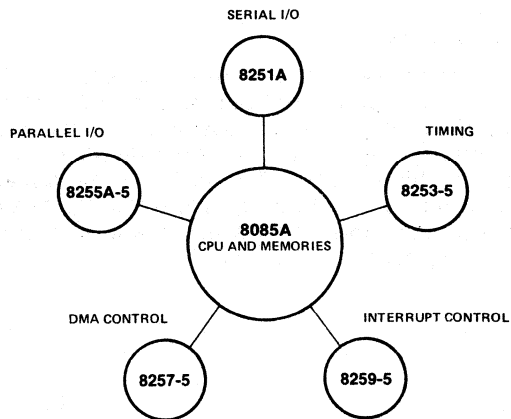 SERIAL I/O
8251A
PARALLEL I/O
TIMING
8255A-5
8253-5
8085A
CPU AND MEMORIES
DMA CONTROL
INTERRUPT CONTROL
8257-5
8259-5